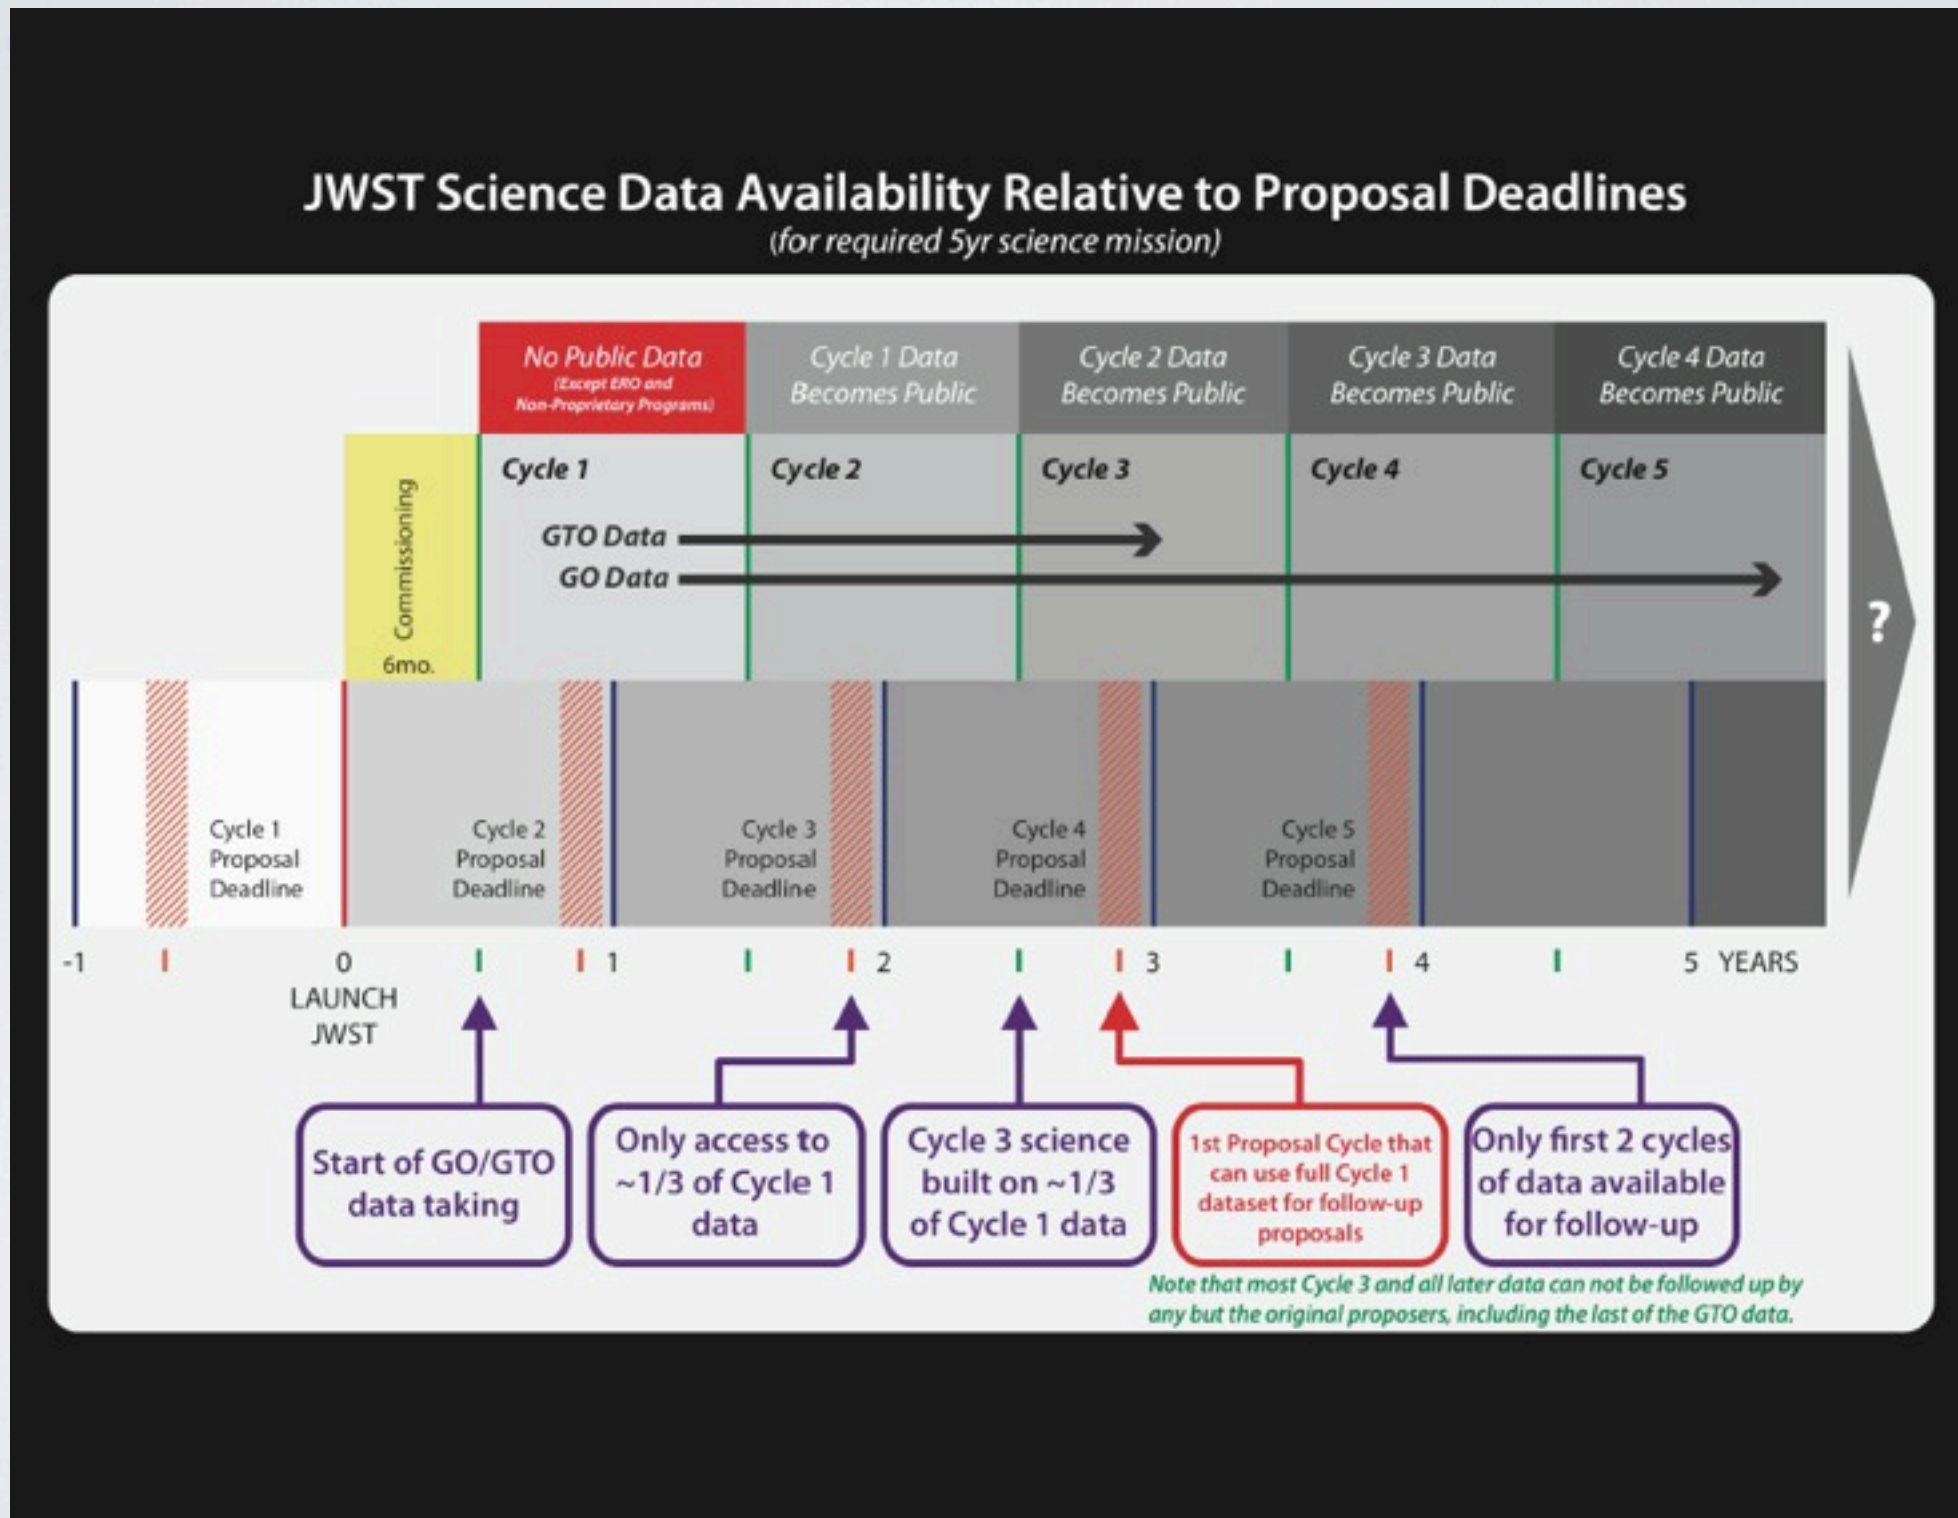 JWST Science Data Availability Relative to Proposal Deadlines
(for required 5yr science mission)
No Public Data
(Except ERO and
Non-Proprietary Programs)
Cycle 1 Data
Becomes Public
Cycle 2 Data
Becomes Public
Cycle 3 Data
Becomes Public
Cycle 4 Data
Becomes Public
Commissioning
6mo.
Cycle 1
Cycle 2
Cycle 3
Cycle 4
Cycle 5
GTO Data
GO Data
?
Cycle 1
Proposal
Deadline
Cycle 2
Proposal
Deadline
Cycle 3
Proposal
Deadline
Cycle 4
Proposal
Deadline
Cycle 5
Proposal
Deadline
-1 0 1 2 3 4 5 YEARS
LAUNCH
JWST
Start of GO/GTO
data taking
Only access to
~1/3 of Cycle 1
data
Cycle 3 science
built on ~1/3
of Cycle 1 data
1st Proposal Cycle that
can use full Cycle 1
dataset for follow-up
proposals
Only first 2 cycles
of data available
for follow-up
Note that most Cycle 3 and all later data can not be followed up by
any but the original proposers, including the last of the GTO data.